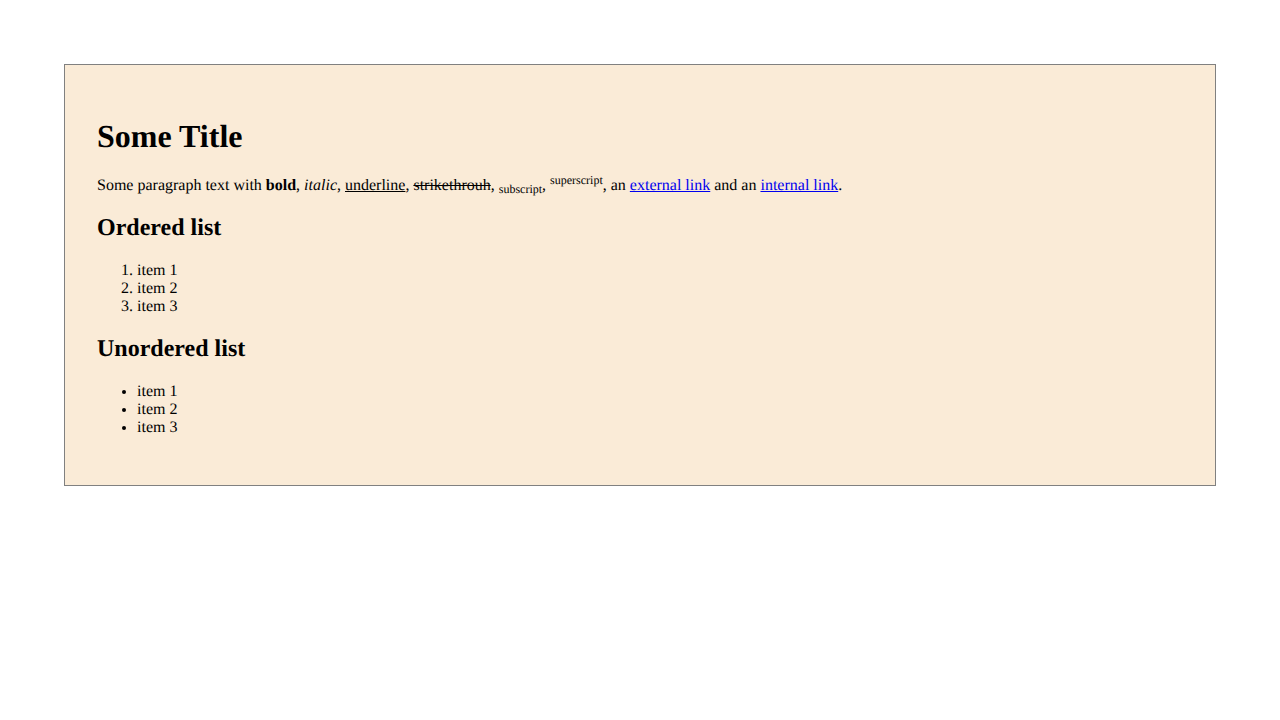 Some Title
Some paragraph text with bold, italic, underline, strikethrouh, subscript, superscript, an external link and an internal link.
Ordered list
1. item 1
2. item 2
3. item 3
Unordered list
• item 1
• item 2
• item 3